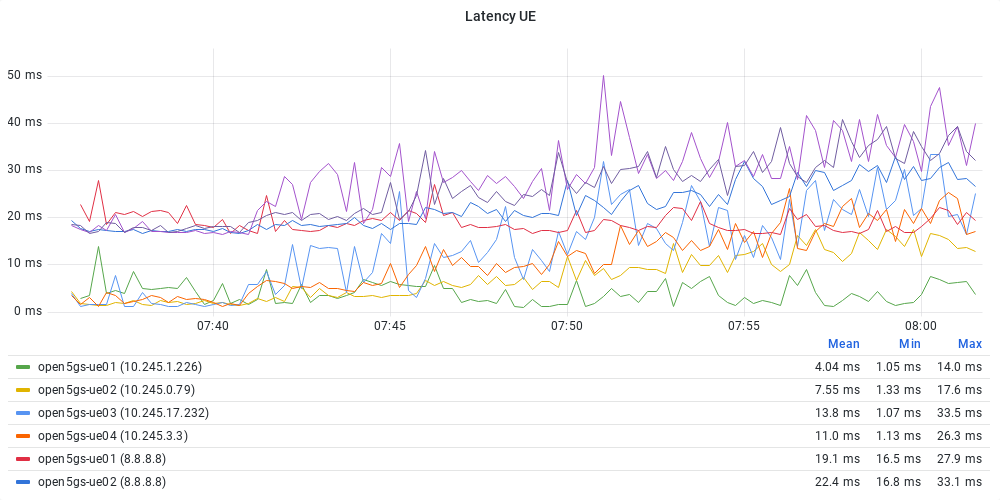 Latency UE
50 ms
40 ms
30 ms
20 ms
10 ms
0 ms
07:40 07:45 07:50 07:55 08:00
Mean Min Max
open5gs-ue01 (10.245.1.226) 4.04 ms 1.05 ms 14.0 ms
open5gs-ue02 (10.245.0.79) 7.55 ms 1.33 ms 17.6 ms
open5gs-ue03 (10.245.17.232) 13.8 ms 1.07 ms 33.5 ms
open5gs-ue04 (10.245.3.3) 11.0 ms 1.13 ms 26.3 ms
open5gs-ue01 (8.8.8.8) 19.1 ms 16.5 ms 27.9 ms
open5gs-ue02 (8.8.8.8) 22.4 ms 16.8 ms 33.1 ms